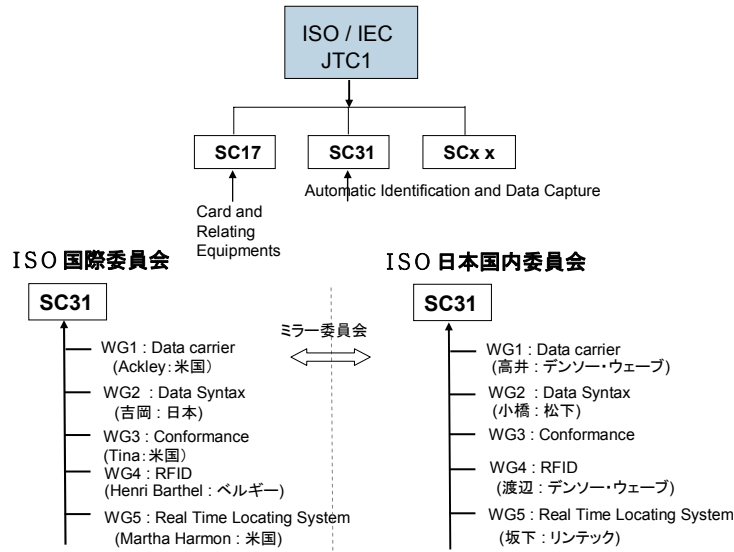 ISO / IEC
JTC1
SC17
SC31
SCx x
Automatic Identification and Data Capture
Card and
Relating
Equipments
ISO 国際委員会
SC31
WG1 : Data carrier
(Ackley：米国)
WG2 : Data Syntax
(吉岡：日本)
WG3 : Conformance
(Tina：米国)
WG4 : RFID
(Henri Barthel：ベルギー)
WG5 : Real Time Locating System
(Martha Harmon：米国)
ミラー委員会
ISO 日本国内委員会
SC31
WG1 : Data carrier
(高井：デンソー・ウェーブ)
WG2 : Data Syntax
(小橋：松下)
WG3 : Conformance
WG4 : RFID
(渡辺：デンソー・ウェーブ)
WG5 : Real Time Locating System
(坂下：リンテック)